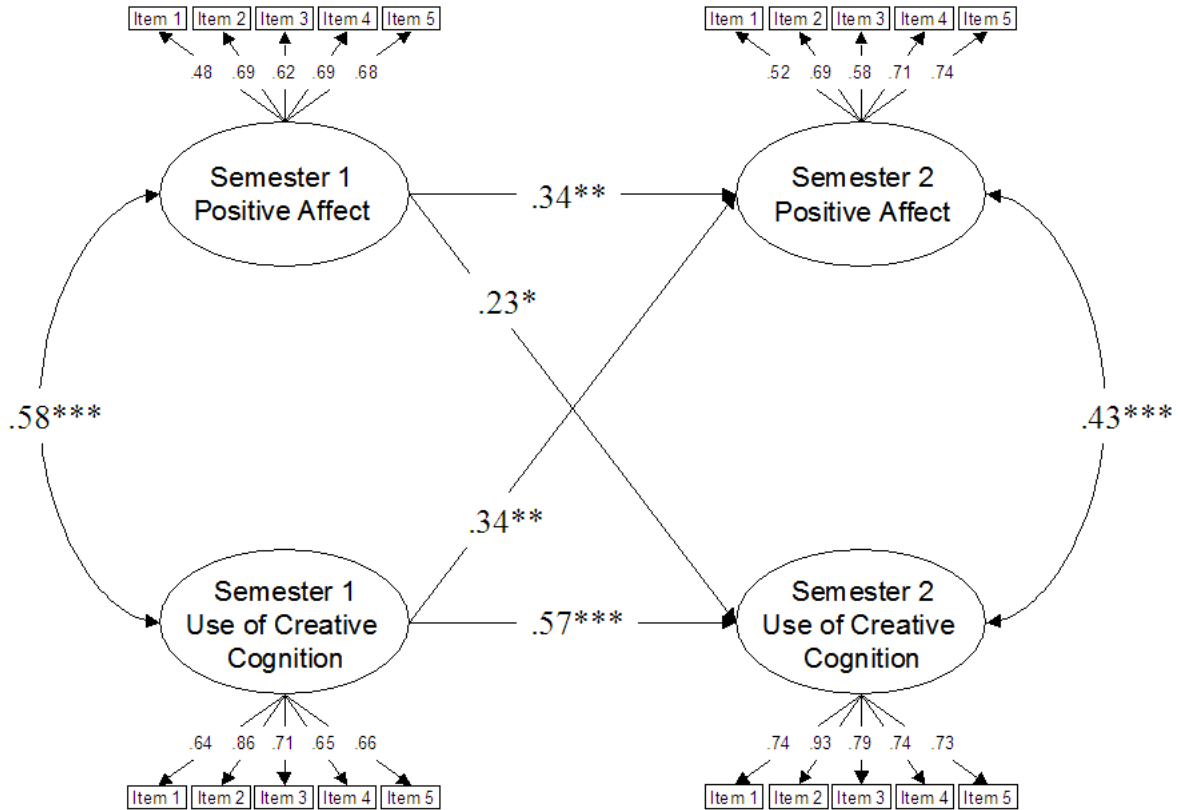 Item 1 Item 2 Item 3 Item 4 Item 5
Item 1 Item 2 Item 3 Item 4 Item 5
.48 .69 .62 .69 .68
.52 .69 .58 .71 .74
Semester 1
Positive Affect
.34**
Semester 2
Positive Affect
.23*
.58***
.43***
.34**
Semester 1
Use of Creative
Cognition
.57***
Semester 2
Use of Creative
Cognition
.64 .86 .71 .65 .66
.74 .93 .79 .74 .73
Item 1 Item 2 Item 3 Item 4 Item 5
Item 1 Item 2 Item 3 Item 4 Item 5